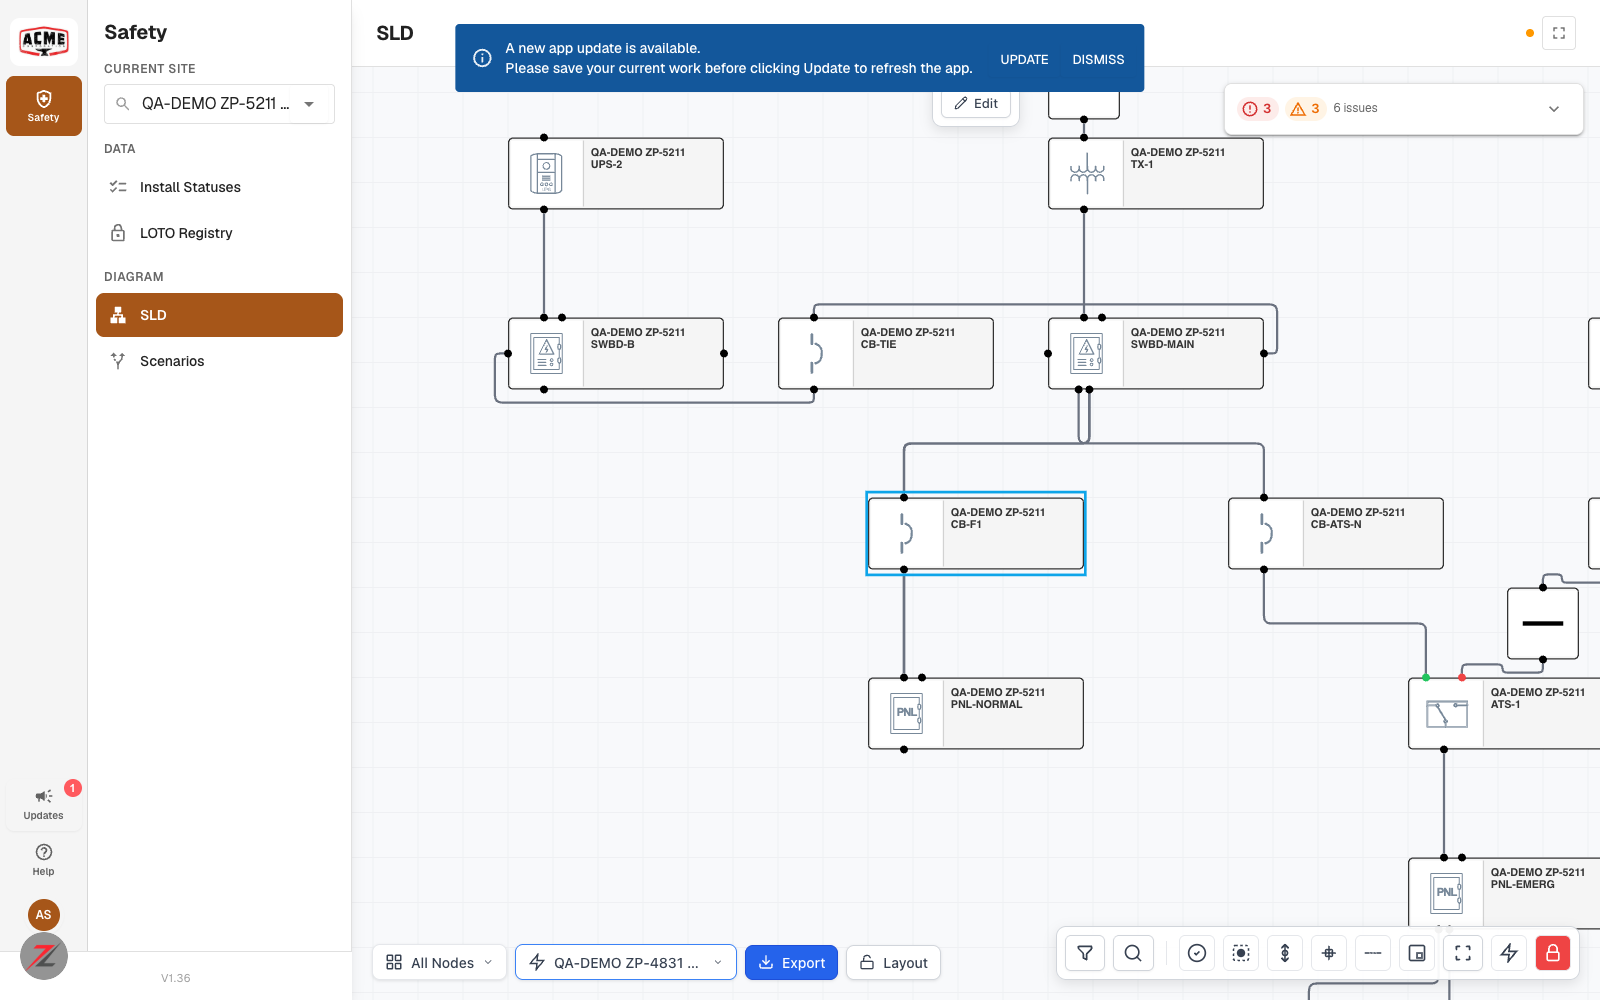 ACME
Safety
Updates
1
Help
AS
Safety
CURRENT SITE
QA-DEMO ZP-5211 ...
DATA
Install Statuses
LOTO Registry
DIAGRAM
SLD
Scenarios
V1.36
SLD
A new app update is available.
Please save your current work before clicking Update to refresh the app.
UPDATE
DISMISS
Edit
3
3
6 issues
QA-DEMO ZP-5211
UPS-2
QA-DEMO ZP-5211
TX-1
QA-DEMO ZP-5211
SWBD-B
QA-DEMO ZP-5211
CB-TIE
QA-DEMO ZP-5211
SWBD-MAIN
QA-DEMO ZP-5211
CB-F1
QA-DEMO ZP-5211
CB-ATS-N
PNL
QA-DEMO ZP-5211
PNL-NORMAL
QA-DEMO ZP-5211
ATS-1
PNL
QA-DEMO ZP-5211
PNL-EMERG
All Nodes
QA-DEMO ZP-4831 ...
Export
Layout